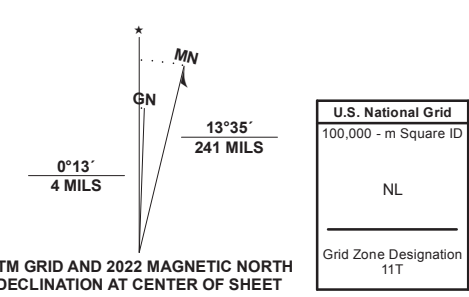 ★
MN
GN
0°13´
4 MILS
13°35´
241 MILS
TM GRID AND 2022 MAGNETIC NORTH
DECLINATION AT CENTER OF SHEET
U.S. National Grid
100,000 - m Square ID
NL
Grid Zone Designation
11T